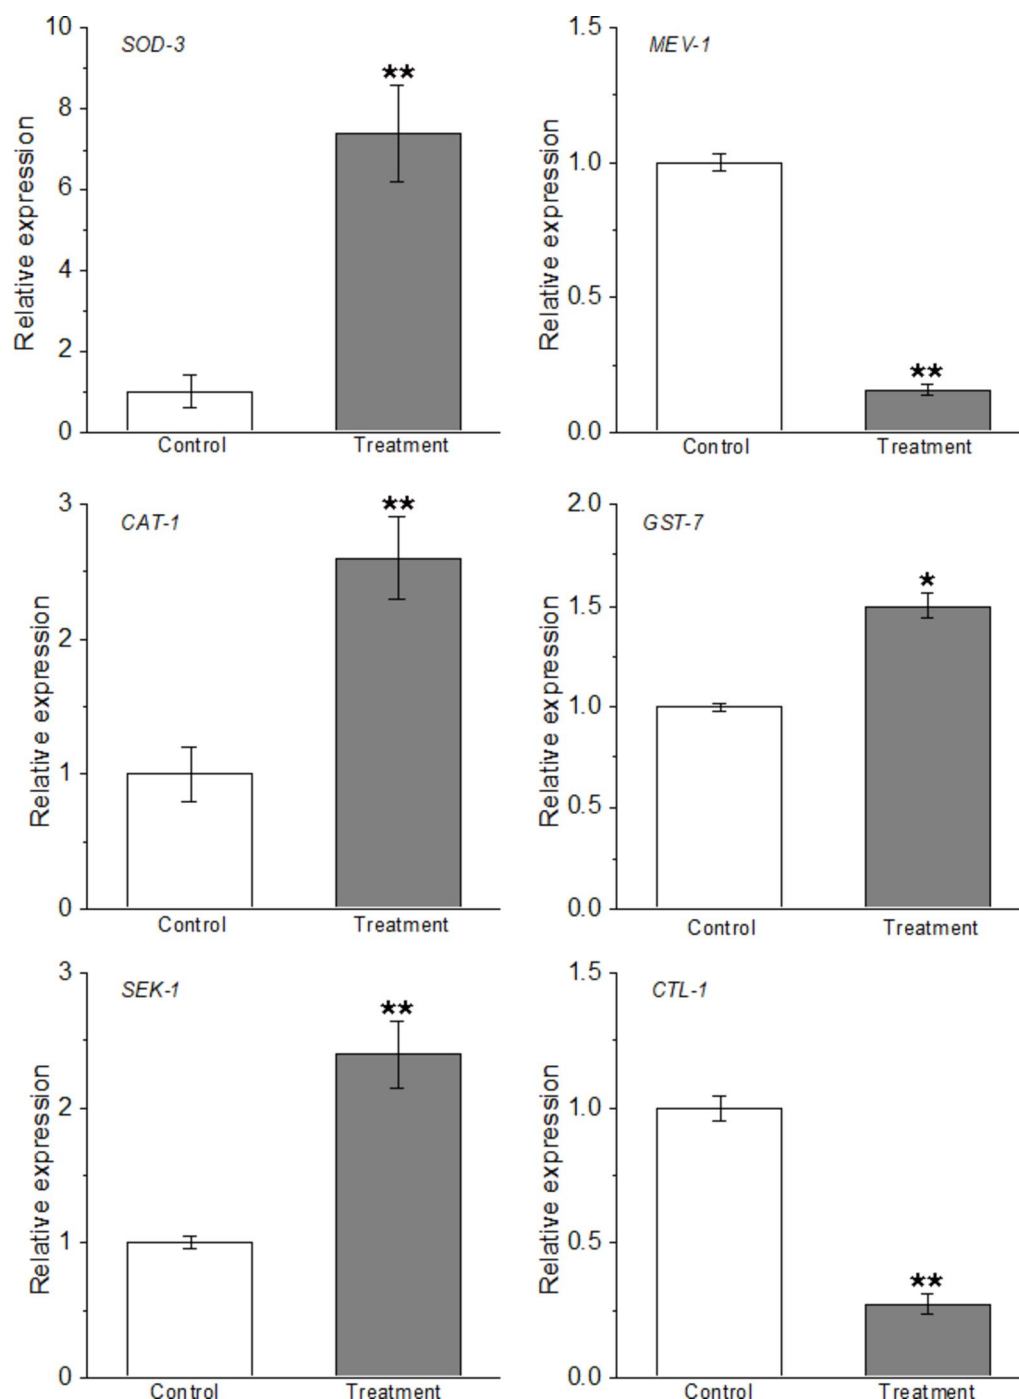 SOD-3
Relative expression
10
8
6
4
2
0
**
Control Treatment
MEV-1
Relative expression
1.5
1.0
0.5
0.0
**
Control Treatment
CAT-1
Relative expression
3
2
1
0
**
Control Treatment
GST-7
Relative expression
2.0
1.5
1.0
0.5
0.0
*
Control Treatment
SEK-1
Relative expression
3
2
1
0
**
Control Treatment
CTL-1
Relative expression
1.5
1.0
0.5
0.0
**
Control Treatment